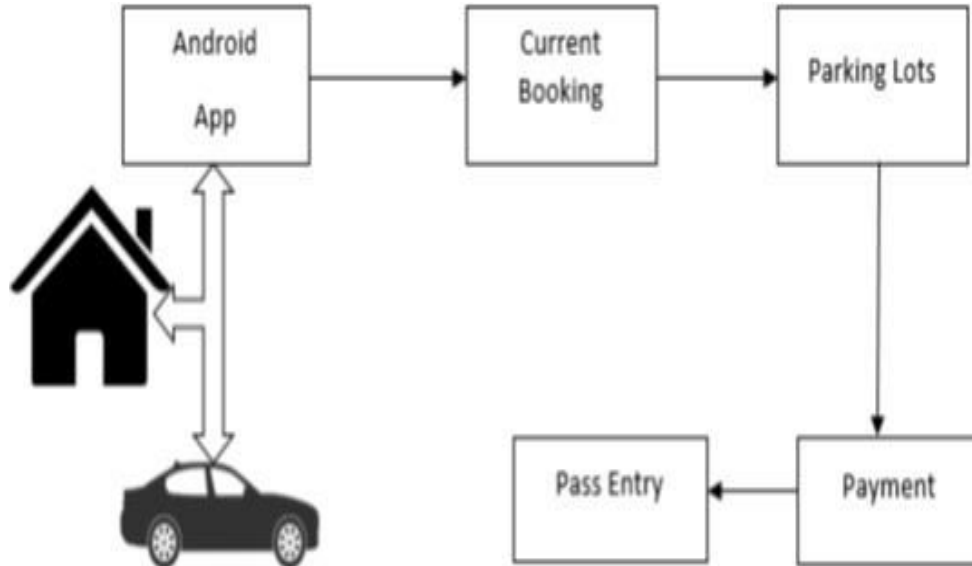 Android
App
Current
Booking
Parking Lots
Pass Entry
Payment